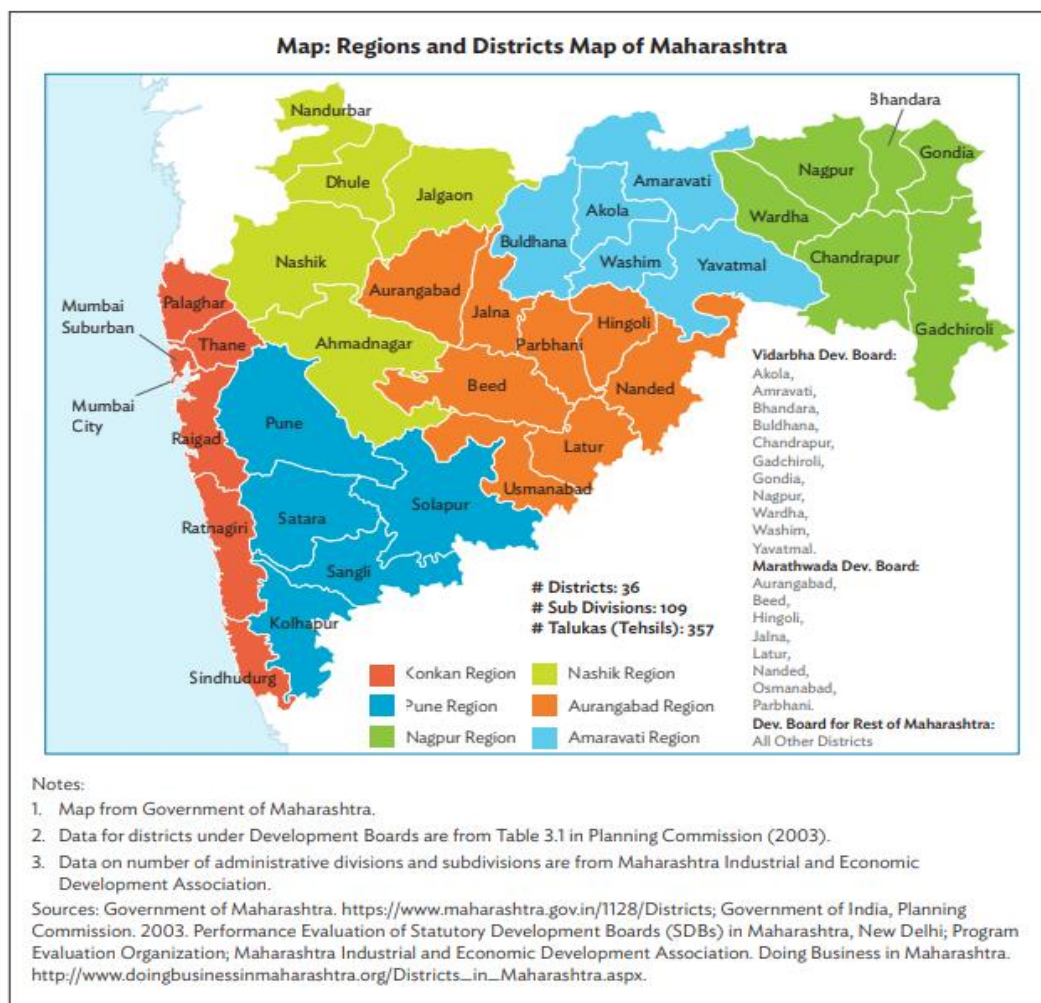 Map: Regions and Districts Map of Maharashtra
Bhandara
Nandurbar
Gondia
Nagpur
Dhule
Amaravati
Jalgaon
Akola
Wardha
Buldhana
Nashik
Washim
Yavatmal
Chandrapur
Aurangabad
Palaghar
Jalna
Mumbai
Suburban
Hingoli
Gadchiroli
Thane
Ahmadnagar
Parbhani
Beed
Nanded
Mumbai
City
Pune
Raigad
Latur
Usmanabad
Solapur
Satara
Ratnagiri
Sangli
Kolhapur
Sindhudurg
Vidarbha Dev. Board:
Akola,
Amravati,
Bhandara,
Buldhana,
Chandrapur,
Gadchiroli,
Gondia,
Nagpur,
Wardha,
Washim,
Yavatmal.
Marathwada Dev. Board:
Aurangabad,
Beed,
Hingoli,
Jalna,
Latur,
Nanded,
Osmanabad,
Parbhani.
Dev. Board for Rest of Maharashtra:
All Other Districts
# Districts: 36
# Sub Divisions: 109
# Talukas (Tehsils): 357
Konkan Region
Nashik Region
Pune Region
Aurangabad Region
Nagpur Region
Amaravati Region
Notes:
1. Map from Government of Maharashtra.
2. Data for districts under Development Boards are from Table 3.1 in Planning Commission (2003).
3. Data on number of administrative divisions and subdivisions are from Maharashtra Industrial and Economic
Development Association.
Sources: Government of Maharashtra. https://www.maharashtra.gov.in/1128/Districts; Government of India, Planning
Commission. 2003. Performance Evaluation of Statutory Development Boards (SDBs) in Maharashtra, New Delhi; Program
Evaluation Organization; Maharashtra Industrial and Economic Development Association. Doing Business in Maharashtra.
http://www.doingbusinessinmaharashtra.org/Districts_in_Maharashtra.aspx.